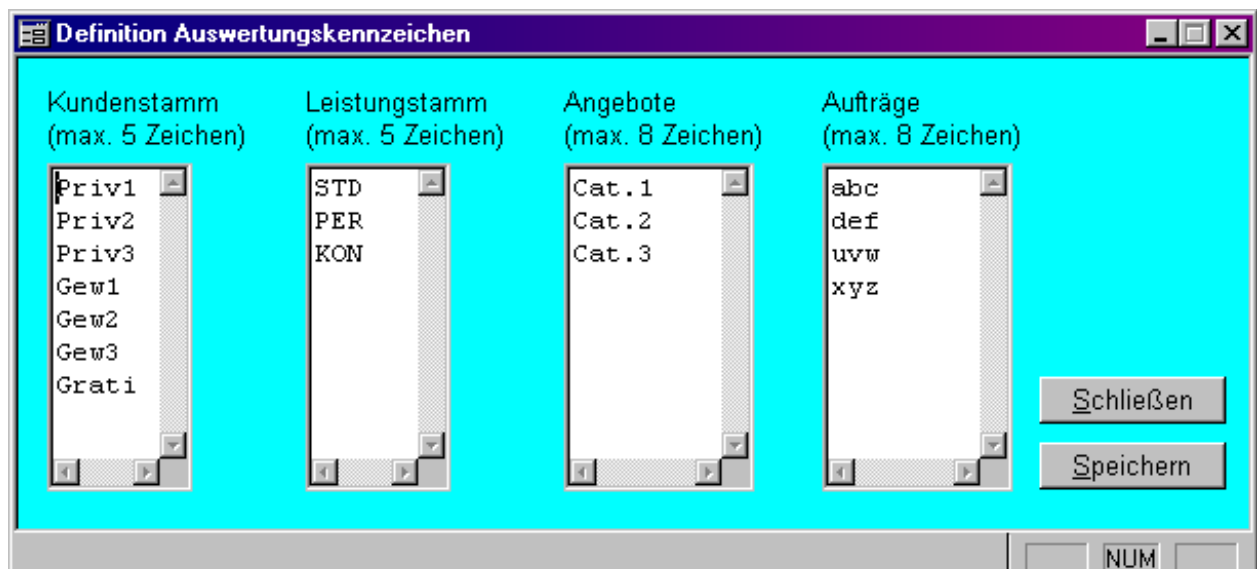 Definition Auswertungskennzeichen
Kundenstamm
(max. 5 Zeichen)
Priv1
Priv2
Priv3
Gew1
Gew2
Gew3
Grati
Leistungstamm
(max. 5 Zeichen)
STD
PER
KON
Angebote
(max. 8 Zeichen)
Cat.1
Cat.2
Cat.3
Aufträge
(max. 8 Zeichen)
abc
def
uvw
xyz
Schließen
Speichern
NUM